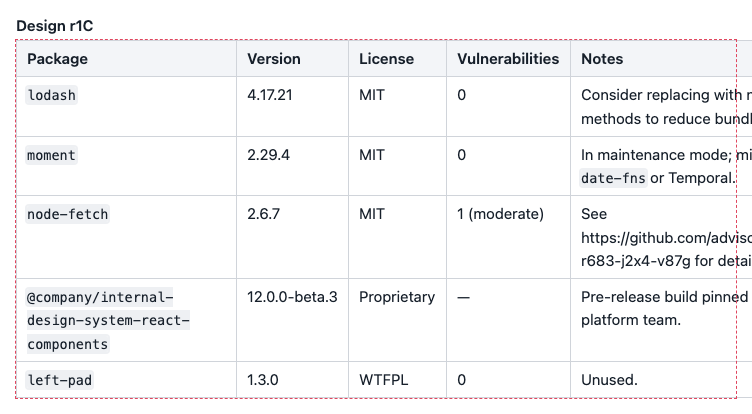 Design r1C
Package Version License Vulnerabilities Notes
lodash 4.17.21 MIT 0 Consider replacing with
methods to reduce
moment 2.29.4 MIT 0 In maintenance mode;
date-fns or Temporal.
node-fetch 2.6.7 MIT 1 (moderate) See
https://github.com/
r683-j2x4-v87g for
@company/internal- 12.0.0-beta.3 Proprietary — Pre-release build pinned
design-system-react- platform team.
components
left-pad 1.3.0 WTFPL 0 Unused.